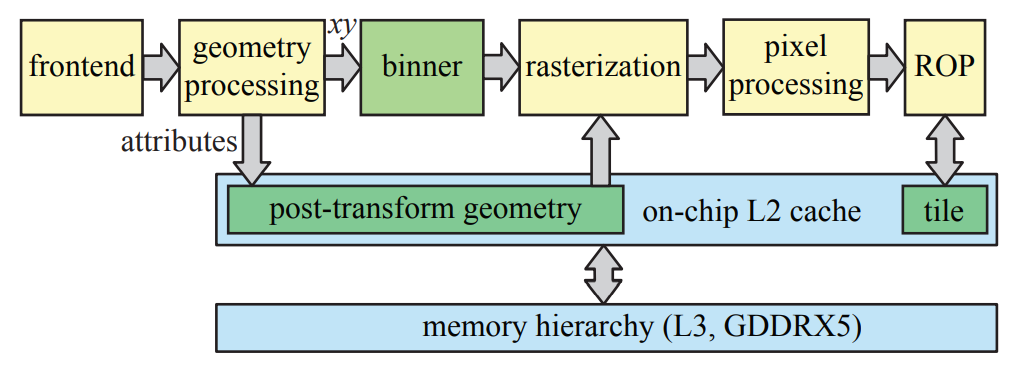 frontend
geometry
processing
xy
binner
rasterization
pixel
processing
ROP
attributes
post-transform geometry
on-chip L2 cache
tile
memory hierarchy (L3, GDDRX5)